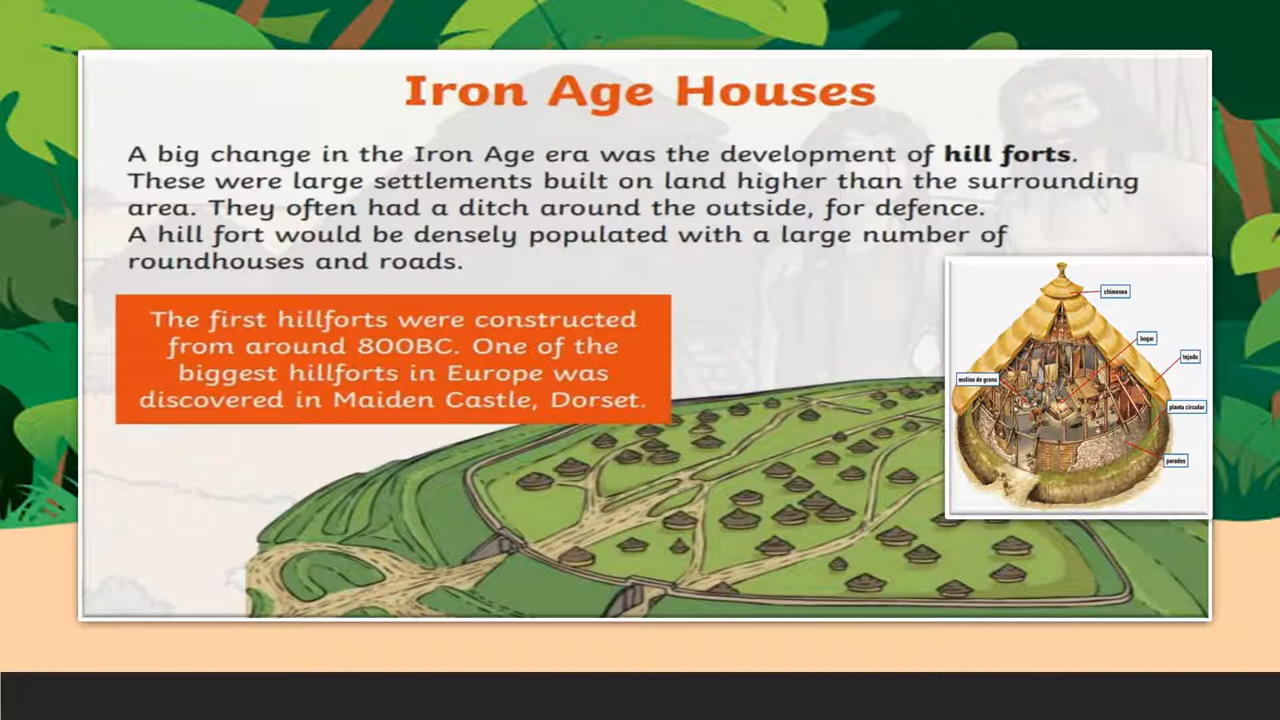 Iron Age Houses
A big change in the Iron Age era was the development of hill forts.
These were large settlements built on land higher than the surrounding
area. They often had a ditch around the outside, for defence.
A hill fort would be densely populated with a large number of
roundhouses and roads.
The first hillforts were constructed
from around 800BC. One of the
biggest hillforts in Europe was
discovered in Maiden Castle, Dorset.
chimenea
hogar
tejado
molino de grano
planta circular
paredes